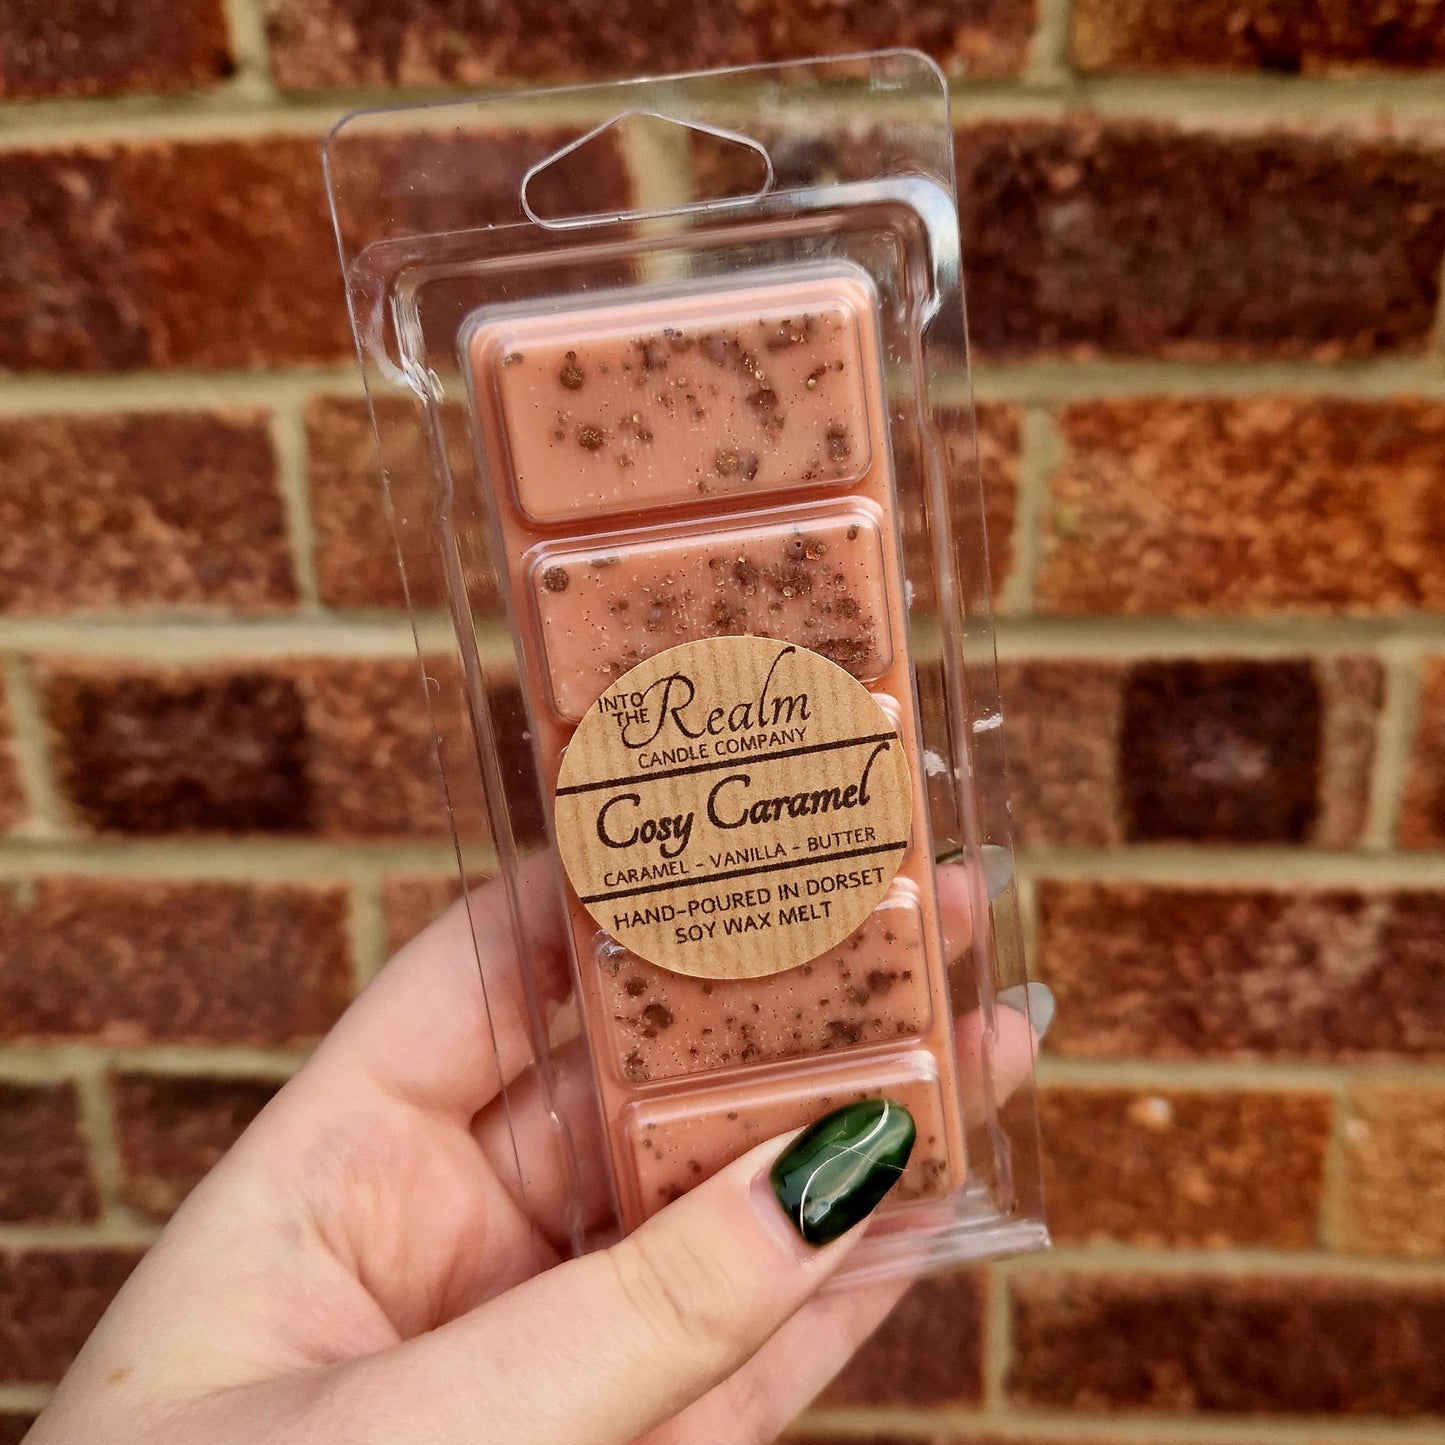 INTO THE Realm
CANDLE COMPANY
Cosy Caramel
CARAMEL - VANILLA - BUTTER
HAND-POURED IN DORSET
SOY WAX MELT